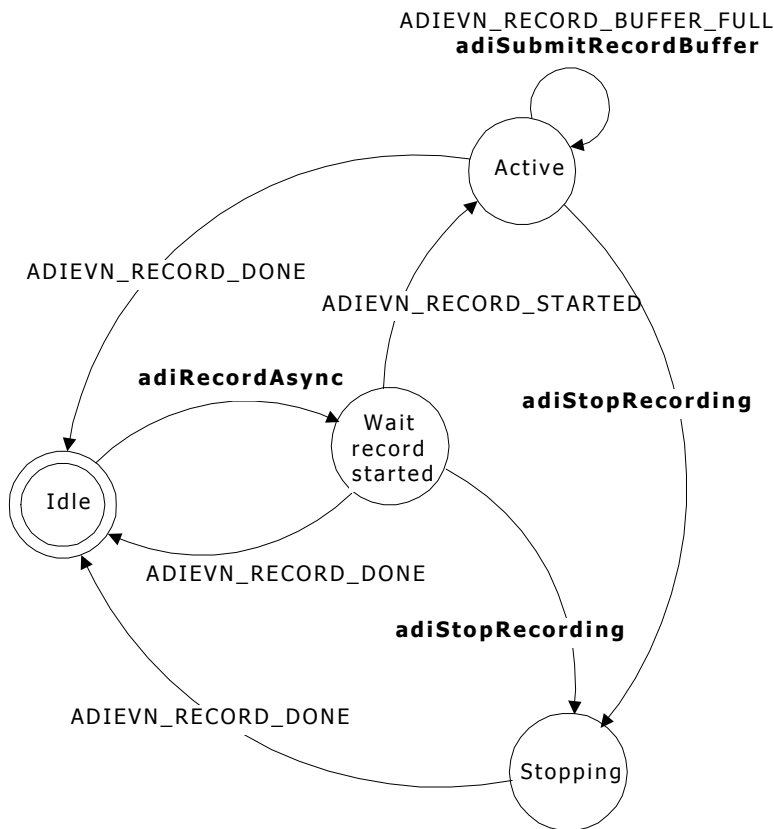 ADIEVN_RECORD_BUFFER_FULL
adiSubmitRecordBuffer
Active
ADIEVN_RECORD_DONE
ADIEVN_RECORD_STARTED
adiRecordAsync
adiStopRecording
Wait
record
started
Idle
ADIEVN_RECORD_DONE
adiStopRecording
ADIEVN_RECORD_DONE
Stopping